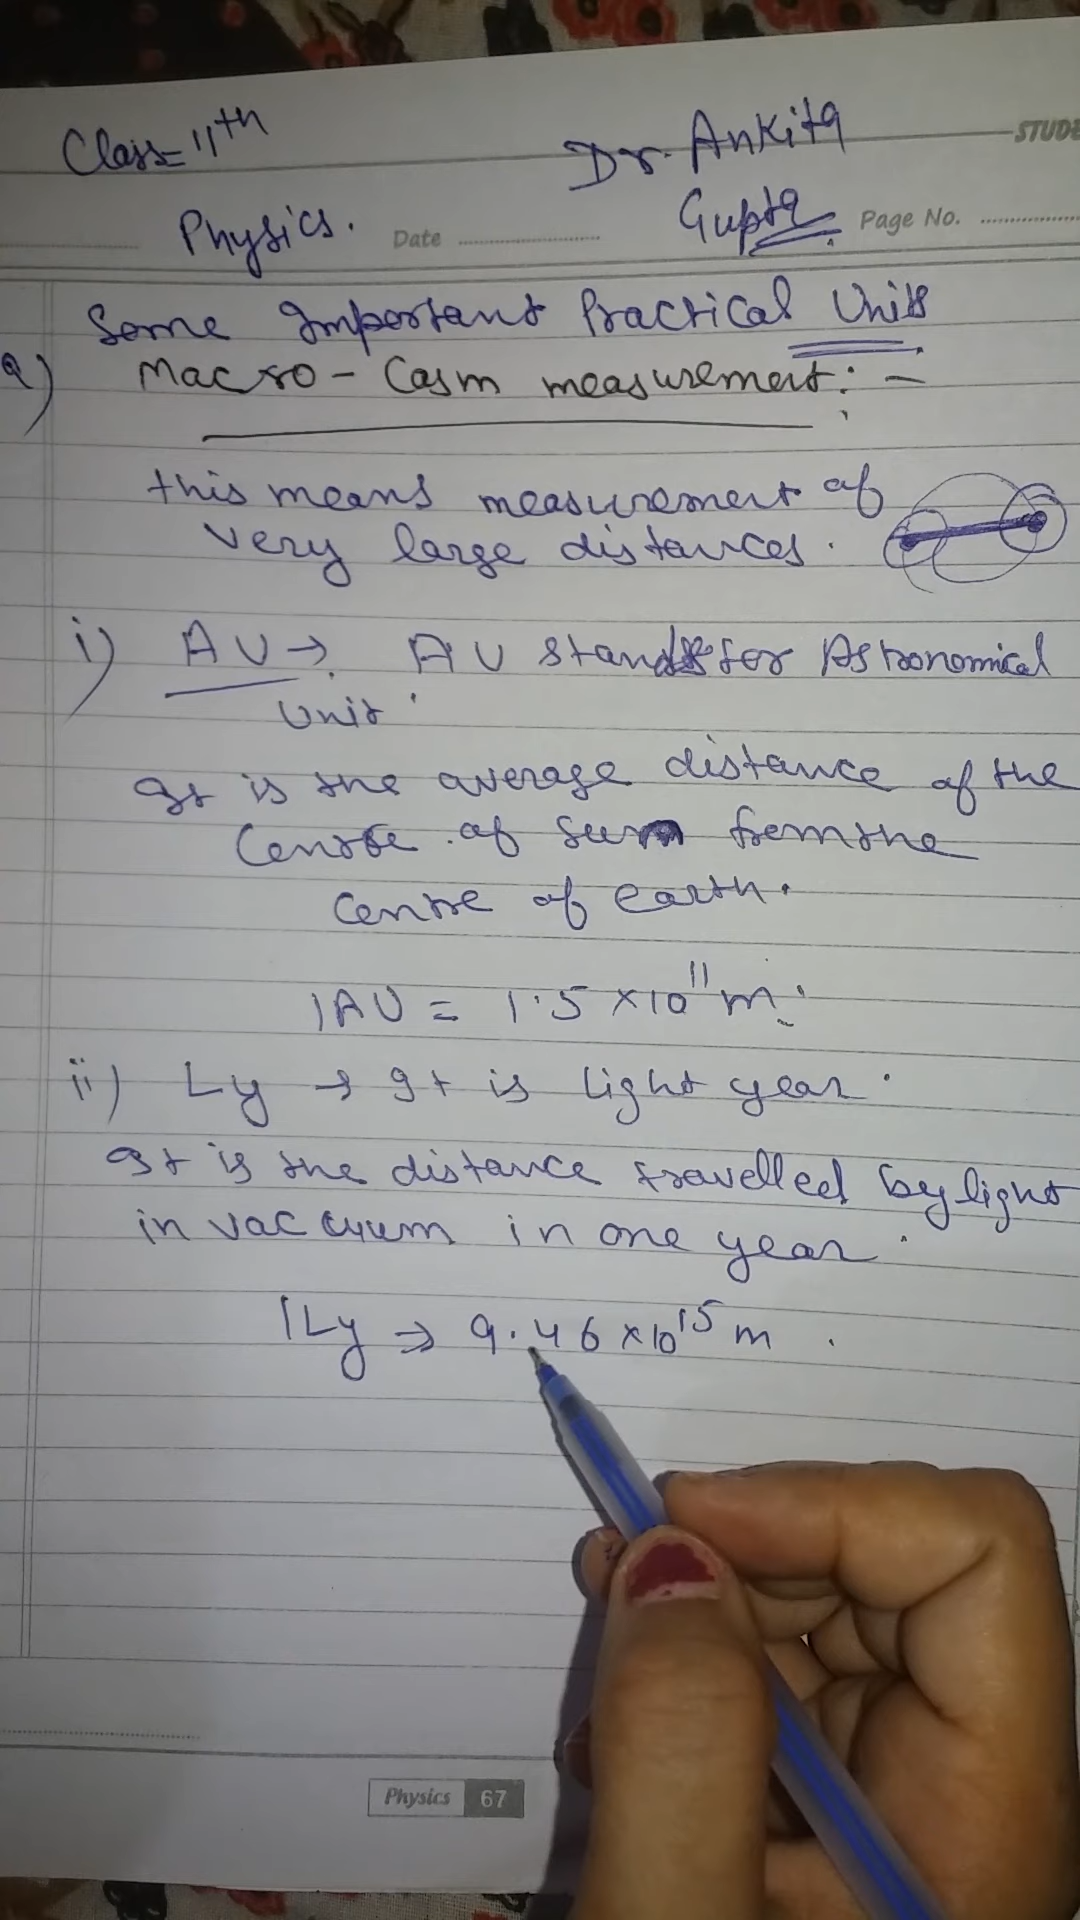 Class = 11th
Dr. Ankita
STUDE
Physics.
Date
Gupta
Page No.
Some Important Practical Units
a) Macro - Cosm measurement : -
this means measurement of
very large distances.
i) AU → AU stands for Astronomical
Unit
It is the average distance of the
Centre of Sun from the
Centre of earth.
1AU = 1.5 × 10¹¹ m.
ii) Ly → It is light year.
It is the distance travelled by light
in vaccuum in one year.
1Ly ⇒ 9.46 × 10¹⁵ m.
Physics 67